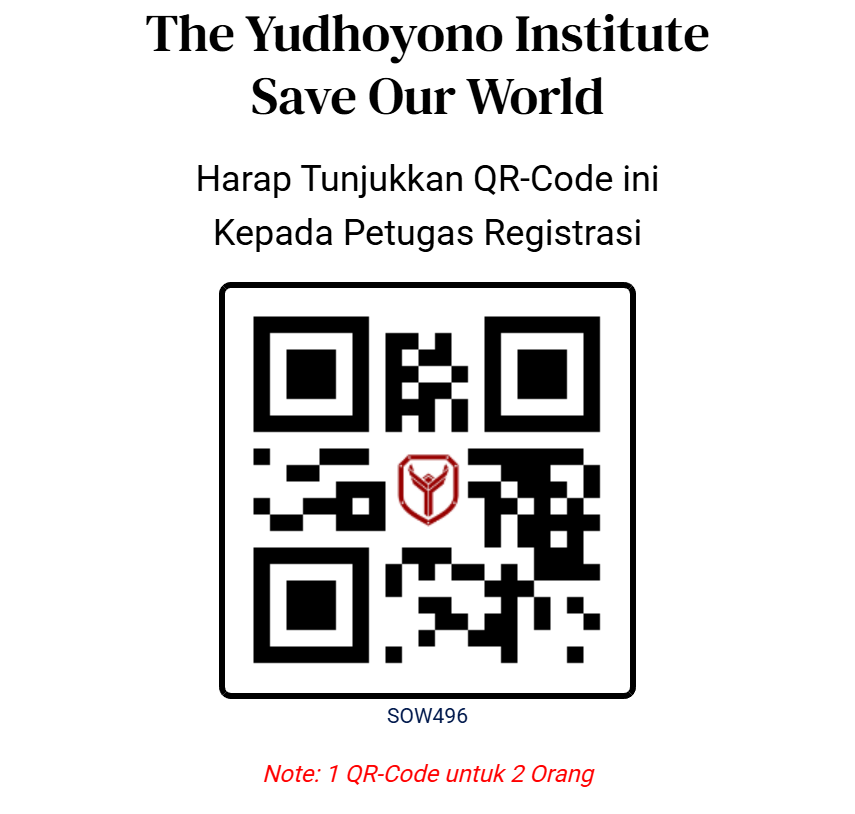 The Yudhoyono Institute
Save Our World
Harap Tunjukkan QR-Code ini
Kepada Petugas Registrasi
SOW496
Note: 1 QR-Code untuk 2 Orang